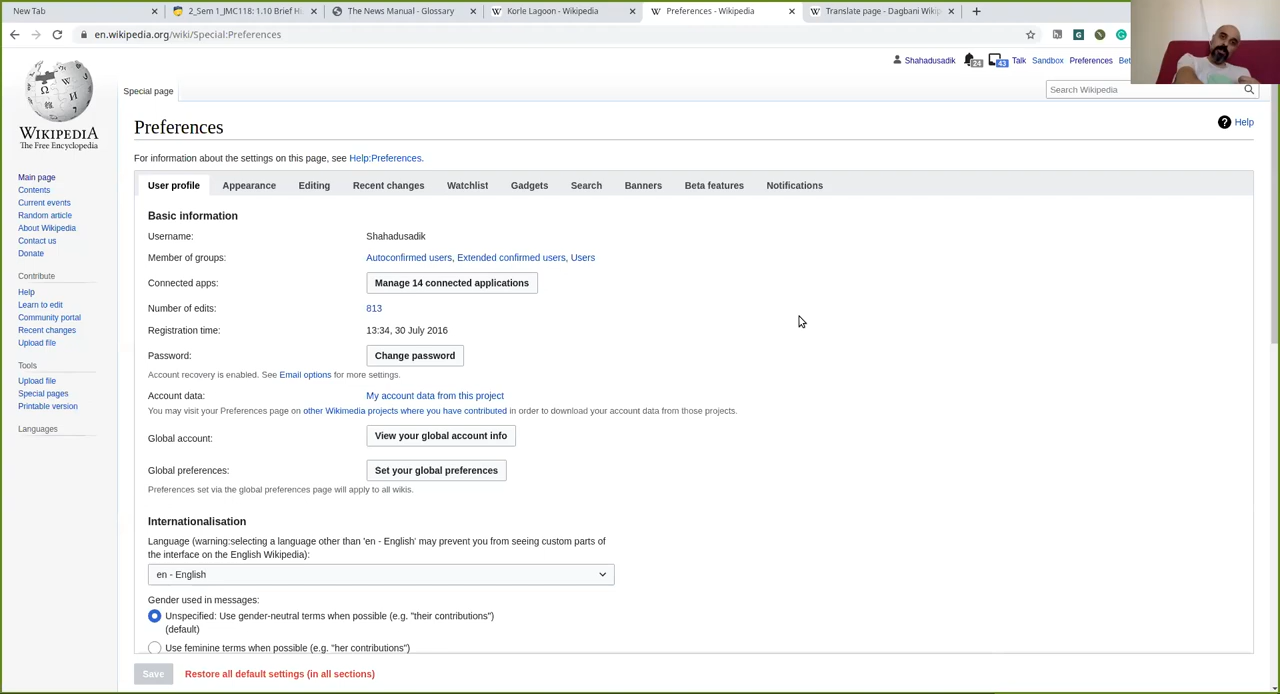 New Tab
2_Sem 1_JMC118: 1.10 Brief Hi
The News Manual - Glossary
Korle Lagoon - Wikipedia
Preferences - Wikipedia
Translate page - Dagbani Wiki
en.wikipedia.org/wiki/Special:Preferences
Shahadusadik 24 43 Talk Sandbox Preferences Bet
Special page
Search Wikipedia
WIKIPEDIA
The Free Encyclopedia
Main page
Contents
Current events
Random article
About Wikipedia
Contact us
Donate
Contribute
Help
Learn to edit
Community portal
Recent changes
Upload file
Tools
Upload file
Special pages
Printable version
Languages
Preferences
Help
For information about the settings on this page, see Help:Preferences.
User profile Appearance Editing Recent changes Watchlist Gadgets Search Banners Beta features Notifications
Basic information
Username: Shahadusadik
Member of groups: Autoconfirmed users, Extended confirmed users, Users
Connected apps: Manage 14 connected applications
Number of edits: 813
Registration time: 13:34, 30 July 2016
Password: Change password
Account recovery is enabled. See Email options for more settings.
Account data: My account data from this project
You may visit your Preferences page on other Wikimedia projects where you have contributed in order to download your account data from those projects.
Global account: View your global account info
Global preferences: Set your global preferences
Preferences set via the global preferences page will apply to all wikis.
Internationalisation
Language (warning:selecting a language other than 'en - English' may prevent you from seeing custom parts of
the interface on the English Wikipedia):
en - English
Gender used in messages:
Unspecified: Use gender-neutral terms when possible (e.g. "their contributions")
(default)
Use feminine terms when possible (e.g. "her contributions")
Save Restore all default settings (in all sections)